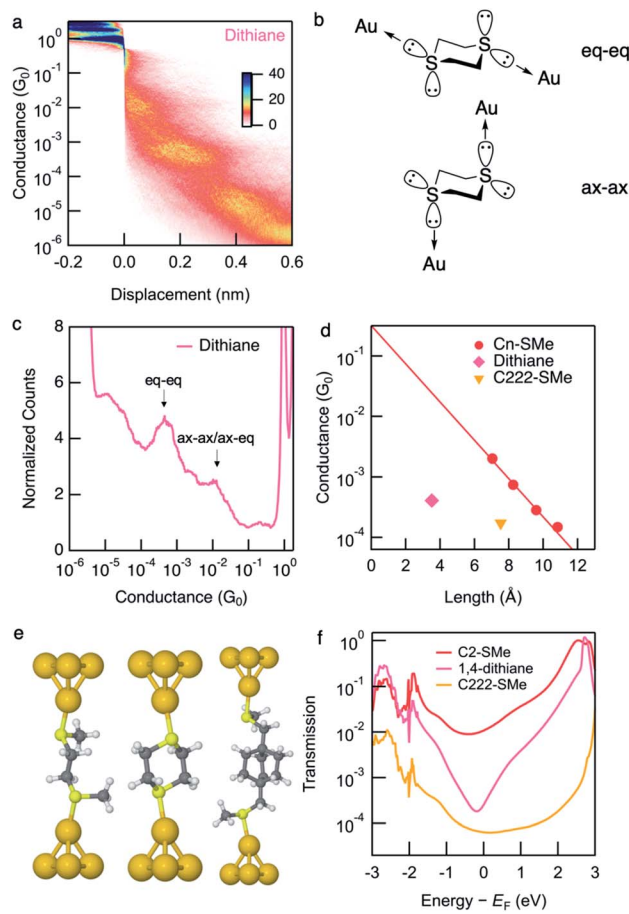 a
Dithiane
Conductance (G0)
10^0
10^-1
10^-2
10^-3
10^-4
10^-5
10^-6
40
20
0
-0.2 0.0 0.2 0.4 0.6
Displacement (nm)
b
Au
S
S
Au
eq-eq
Au
S
S
Au
ax-ax
c
Normalized Counts
8
6
4
2
0
Dithiane
eq-eq
ax-ax/ax-eq
10^-6 10^-5 10^-4 10^-3 10^-2 10^-1 10^0
Conductance (G0)
d
Conductance (G0)
10^-1
10^-2
10^-3
10^-4
Cn-SMe
Dithiane
C222-SMe
0 2 4 6 8 10 12
Length (Å)
e
f
Transmission
10^0
10^-1
10^-2
10^-3
10^-4
C2-SMe
1,4-dithiane
C222-SMe
-3 -2 -1 0 1 2 3
Energy − EF (eV)